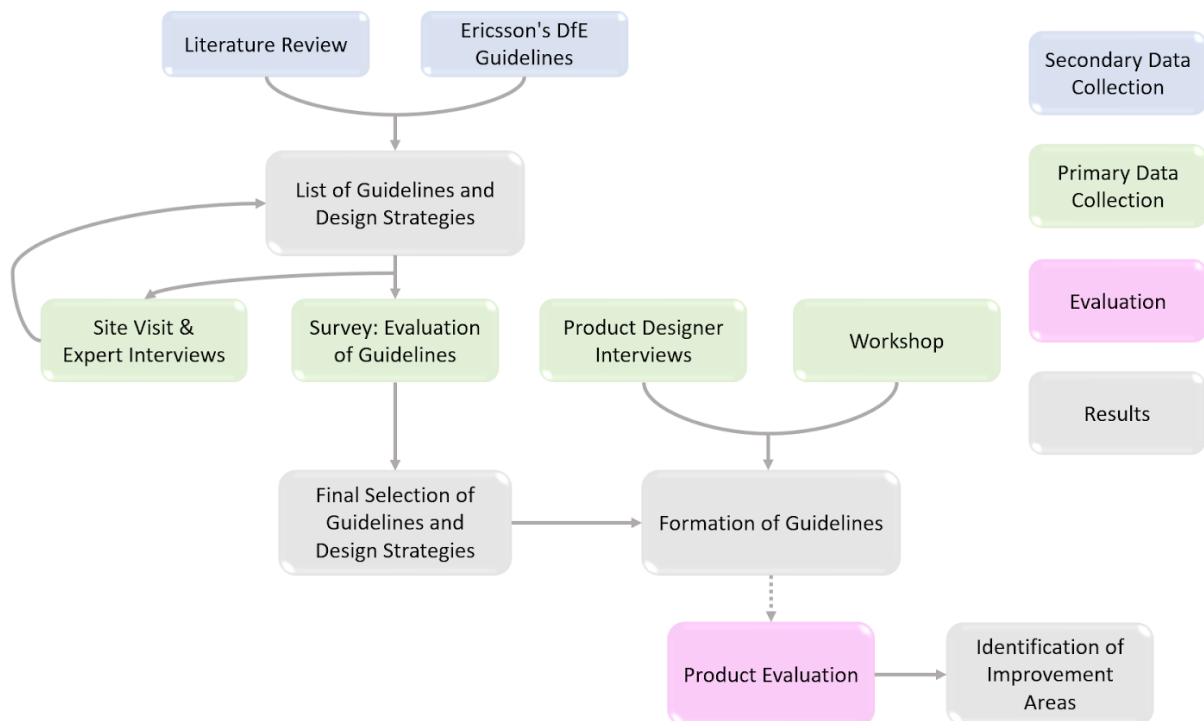 Literature Review
Ericsson's DfE
Guidelines
Secondary Data
Collection
List of Guidelines and
Design Strategies
Primary Data
Collection
Site Visit &
Expert Interviews
Survey: Evaluation
of Guidelines
Product Designer
Interviews
Workshop
Evaluation
Results
Final Selection of
Guidelines and
Design Strategies
Formation of Guidelines
Product Evaluation
Identification of
Improvement
Areas